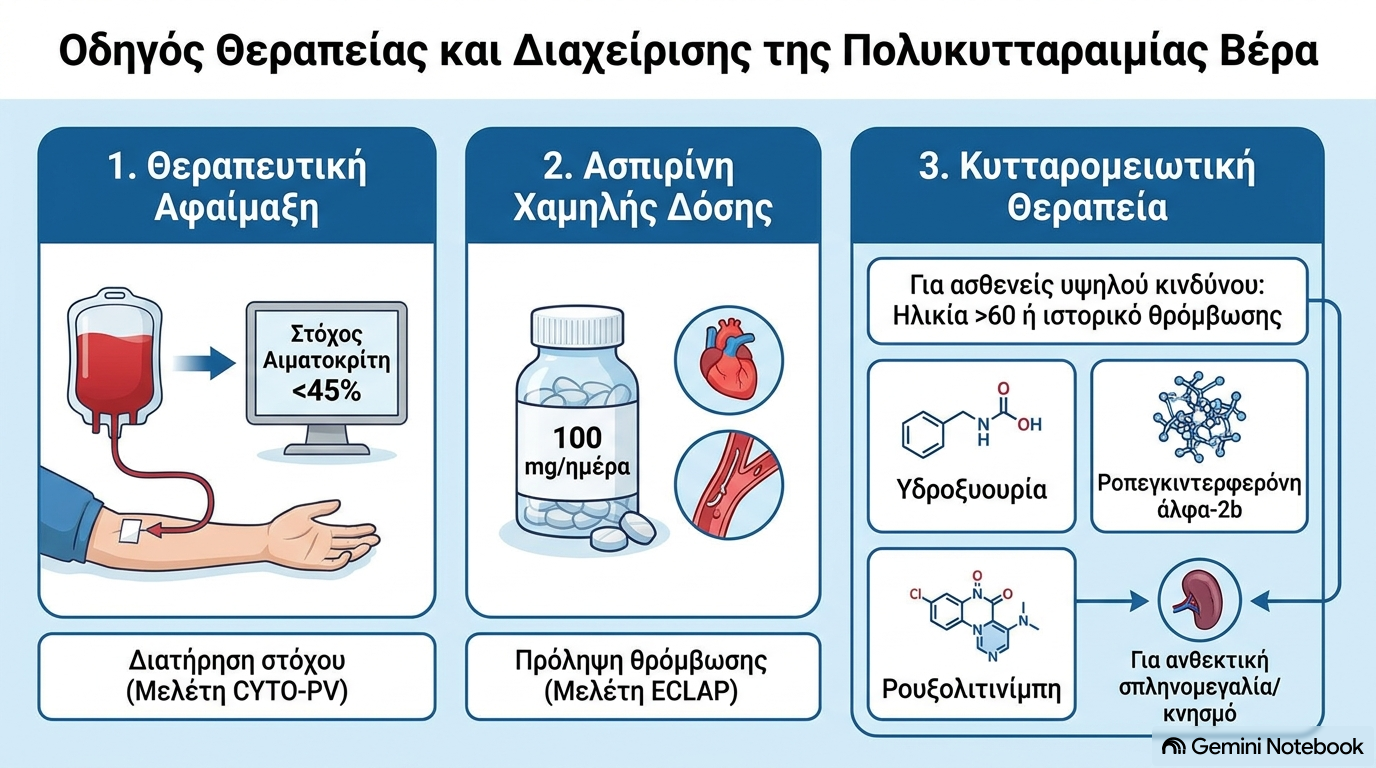 Οδηγός Θεραπείας και Διαχείρισης της Πολυκυτταραιμίας Βέρα
1. Θεραπευτική
Αφαίμαξη
Στόχος
Αιματοκρίτη
<45%
Διατήρηση στόχου
(Μελέτη CYTO-PV)
2. Ασπιρίνη
Χαμηλής Δόσης
100
mg/ημέρα
Πρόληψη θρόμβωσης
(Μελέτη ECLAP)
3. Κυτταρομειωτική
Θεραπεία
Για ασθενείς υψηλού κινδύνου:
Ηλικία >60 ή ιστορικό θρόμβωσης
O
N
H
OH
Υδροξυουρία
Ροπεγκιντερφερόνη
άλφα-2b
O
Cl
N
O
N
N
N
Ρουξολιτινίμπη
Για ανθεκτική
σπληνομεγαλία/
κνησμό
Gemini Notebook